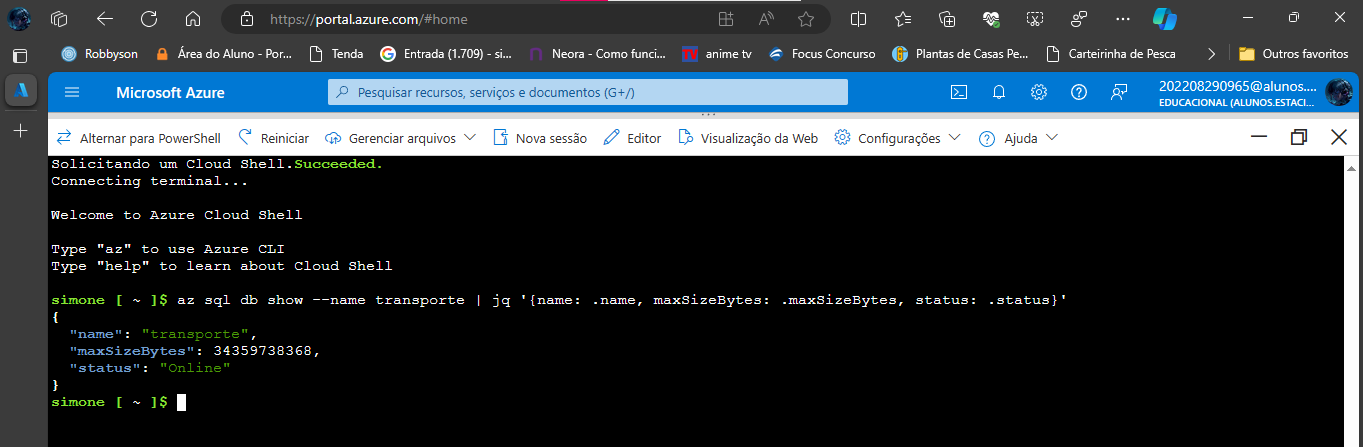 https://portal.azure.com/#home
Robbyson
Área do Aluno - Por...
Tenda
Entrada (1.709) - si...
Neora - Como funci...
anime tv
Focus Concurso
Plantas de Casas Pe...
Carteirinha de Pesca
Outros favoritos
Microsoft Azure
Pesquisar recursos, serviços e documentos (G+/)
202208290965@alunos....
EDUCACIONAL (ALUNOS.ESTACI...
Alternar para PowerShell
Reiniciar
Gerenciar arquivos
Nova sessão
Editor
Visualização da Web
Configurações
Ajuda
Solicitando um Cloud Shell.Succeeded.
Connecting terminal...
Welcome to Azure Cloud Shell
Type "az" to use Azure CLI
Type "help" to learn about Cloud Shell
simone [ ~ ]$ az sql db show --name transporte | jq '{name: .name, maxSizeBytes: .maxSizeBytes, status: .status}'
{
  "name": "transporte",
  "maxSizeBytes": 34359738368,
  "status": "Online"
}
simone [ ~ ]$